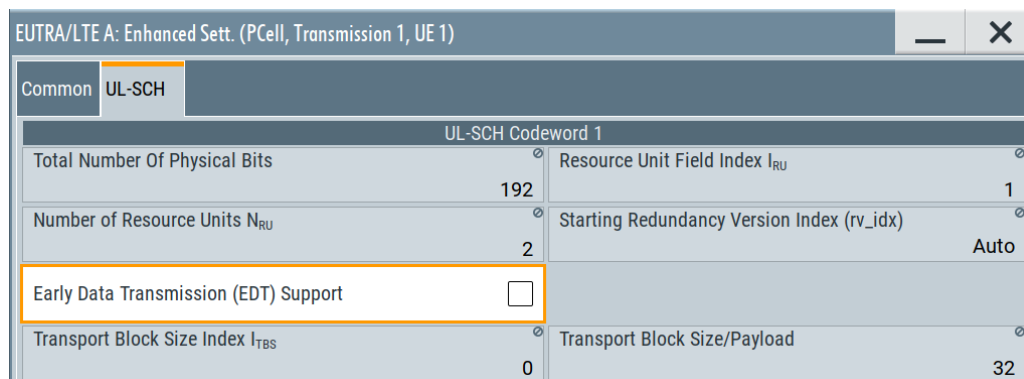 EUTRA/LTE A: Enhanced Sett. (PCell, Transmission 1, UE 1)
Common UL-SCH
UL-SCH Codeword 1
Total Number Of Physical Bits
192
Resource Unit Field Index IRU
1
Number of Resource Units NRU
2
Starting Redundancy Version Index (rv_idx)
Auto
Early Data Transmission (EDT) Support
Transport Block Size Index ITBS
0
Transport Block Size/Payload
32